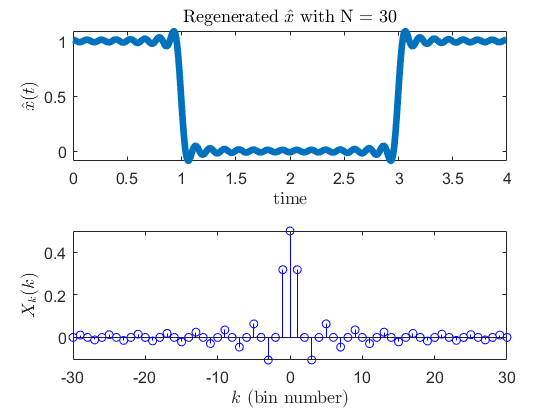 Regenerated x̂ with N = 30
1
0.5
0
x̂(t)
0 0.5 1 1.5 2 2.5 3 3.5 4
time
0.4
0.2
0
X_k(k)
-30 -20 -10 0 10 20 30
k (bin number)